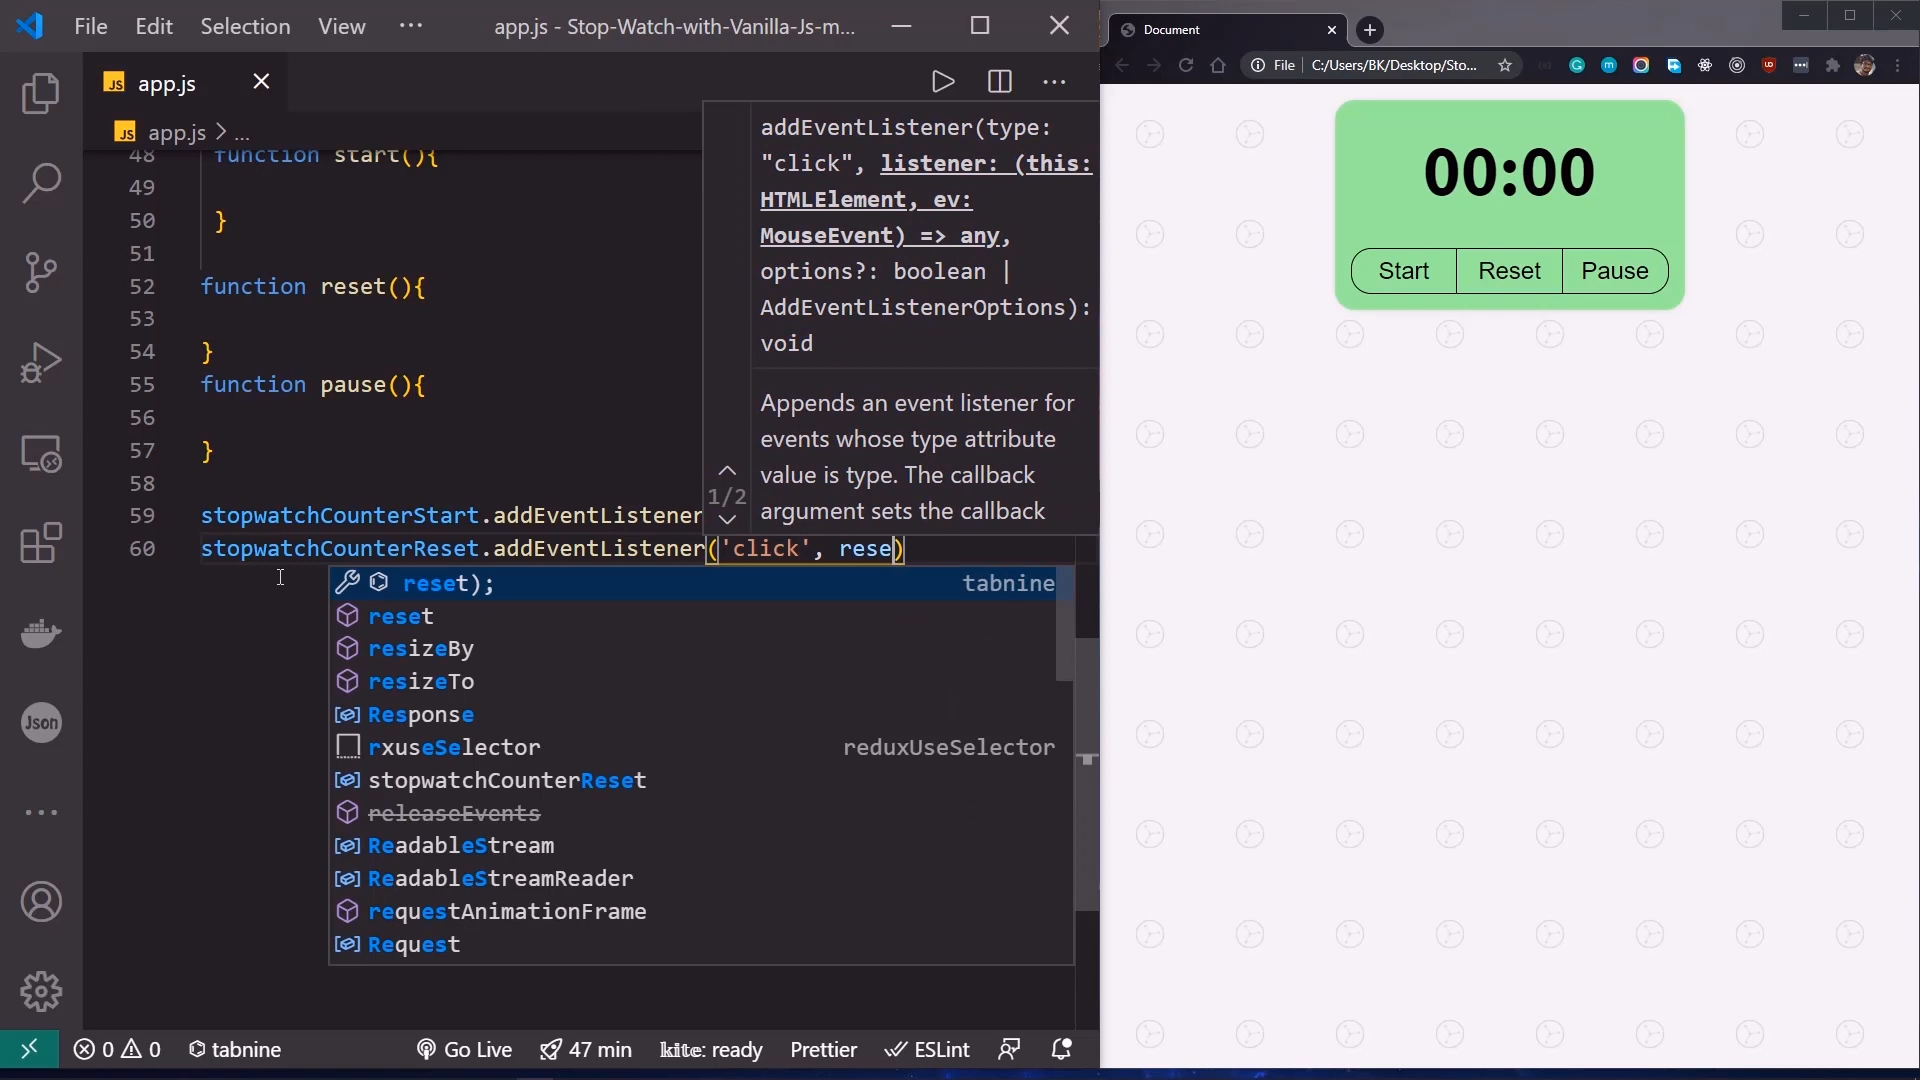 File Edit Selection View ··· app.js - Stop-Watch-with-Vanilla-Js-m...
JS app.js
JS app.js > ...
48 function start(){
49
50 }
51
52 function reset(){
53
54 }
55 function pause(){
56
57 }
58
59 stopwatchCounterStart.addEventListener
60 stopwatchCounterReset.addEventListener('click', rese)
addEventListener(type:
"click", listener: (this:
HTMLElement, ev:
MouseEvent) => any,
options?: boolean |
AddEventListenerOptions):
void
1/2
Appends an event listener for
events whose type attribute
value is type. The callback
argument sets the callback
reset); tabnine
reset
resizeBy
resizeTo
Response
rxuseSelector reduxUseSelector
stopwatchCounterReset
releaseEvents
ReadableStream
ReadableStreamReader
requestAnimationFrame
Request
Json
0 0 tabnine Go Live 47 min kite: ready Prettier ESLint
Document
File C:/Users/BK/Desktop/Sto...
00:00
Start Reset Pause